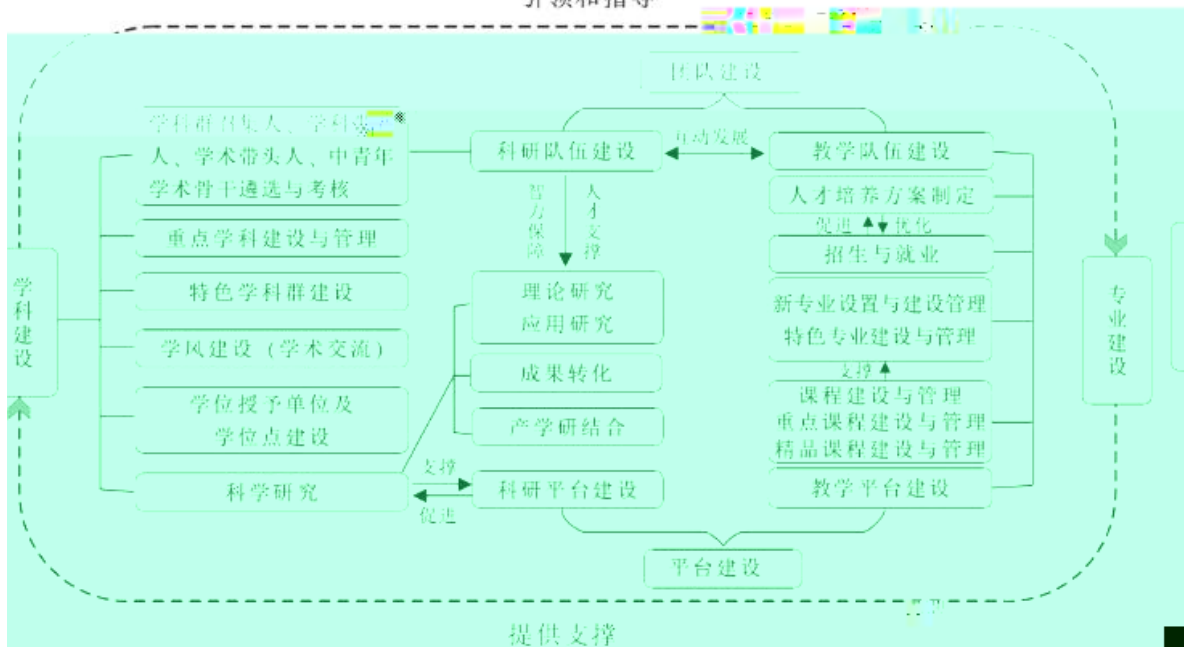 引领和指导
团队建设
学科群召集人、学科带
人、学术带头人、中青年
学术骨干遴选与考核
科研队伍建设
互动发展
教学队伍建设
人才培养方案制定
智力保障
人才支撑
促进
优化
重点学科建设与管理
招生与就业
学科建设
特色学科群建设
理论研究
应用研究
新专业设置与建设管理
特色专业建设与管理
专业建设
学风建设（学术交流）
成果转化
支撑
学位授予单位及
学位点建设
产学研结合
课程建设与管理
重点课程建设与管理
精品课程建设与管理
科学研究
支撑
促进
科研平台建设
教学平台建设
平台建设
提供支撑